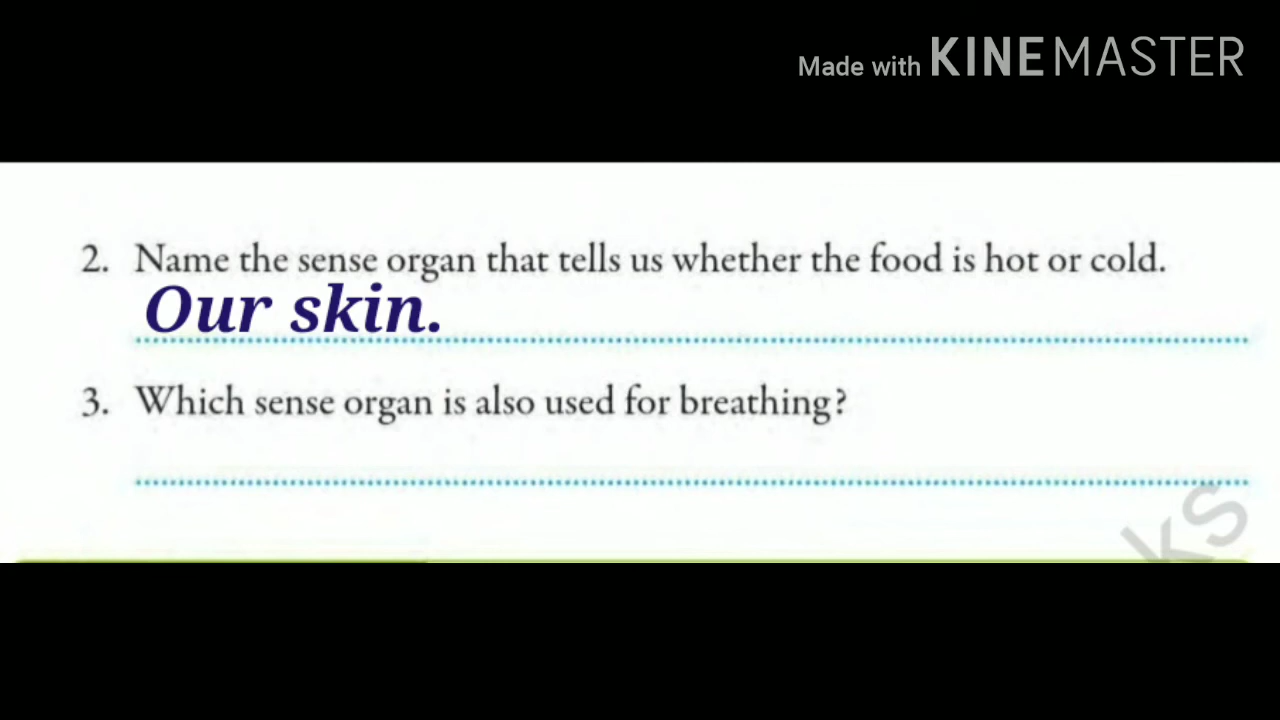 Made with KINEMASTER
2. Name the sense organ that tells us whether the food is hot or cold.
Our skin.
3. Which sense organ is also used for breathing?
ks